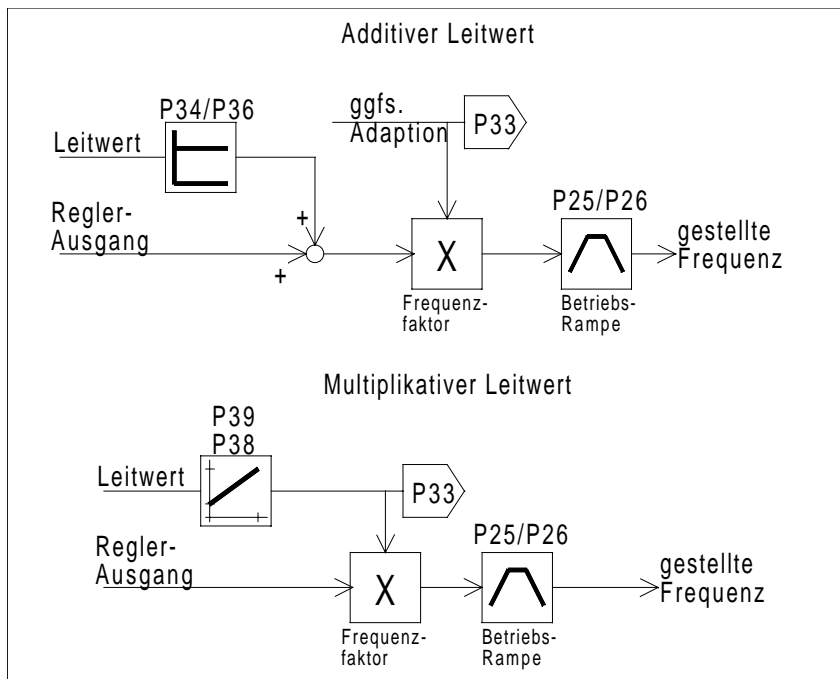 Additiver Leitwert
P34/P36
ggfs.
Adaption
P33
Leitwert
Regler-
Ausgang
+
+
X
P25/P26
gestellte
Frequenz
Frequenz-
faktor
Betriebs-
Rampe
Multiplikativer Leitwert
P39
P38
Leitwert
P33
Regler-
Ausgang
X
P25/P26
gestellte
Frequenz
Frequenz-
faktor
Betriebs-
Rampe